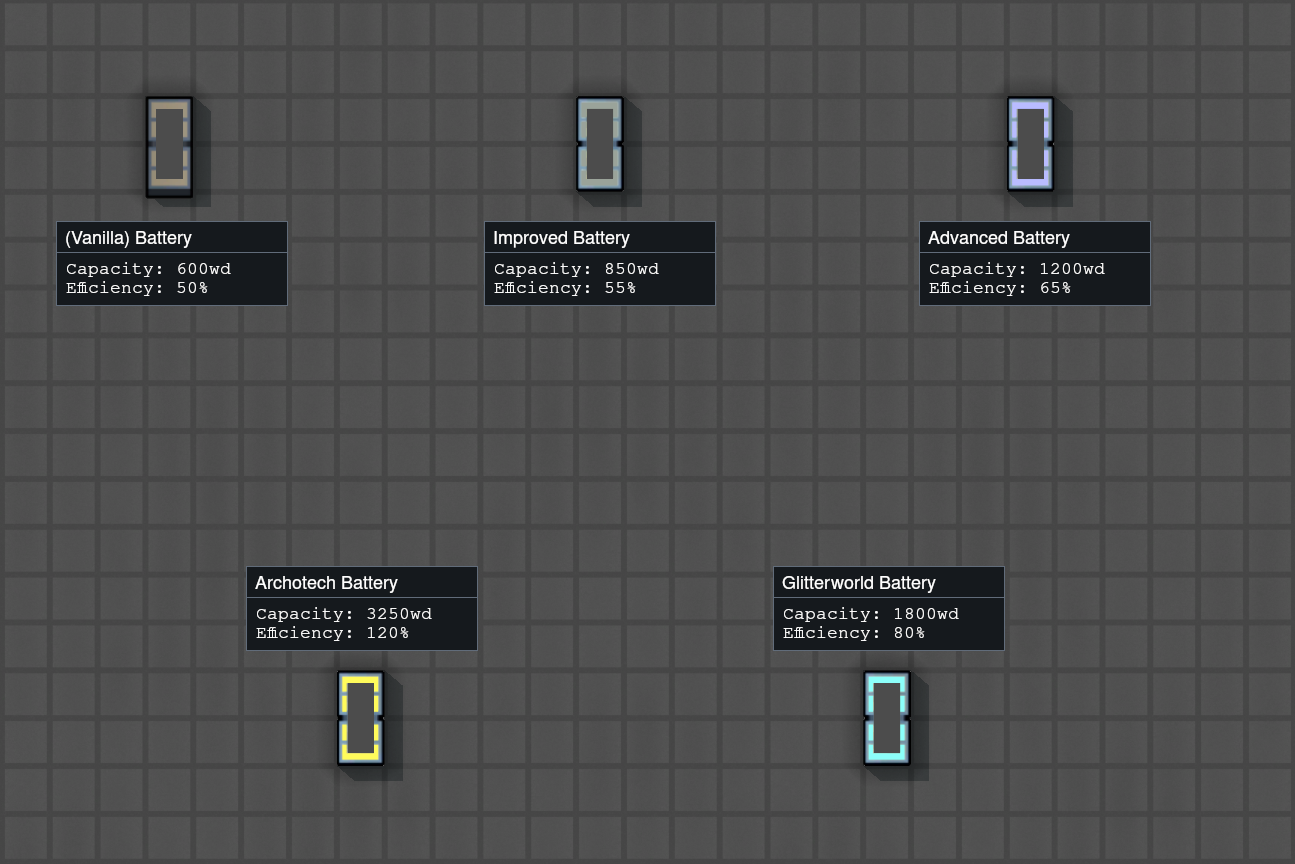 (Vanilla) Battery
Capacity: 600wd
Efficiency: 50%
Improved Battery
Capacity: 850wd
Efficiency: 55%
Advanced Battery
Capacity: 1200wd
Efficiency: 65%
Archotech Battery
Capacity: 3250wd
Efficiency: 120%
Glitterworld Battery
Capacity: 1800wd
Efficiency: 80%